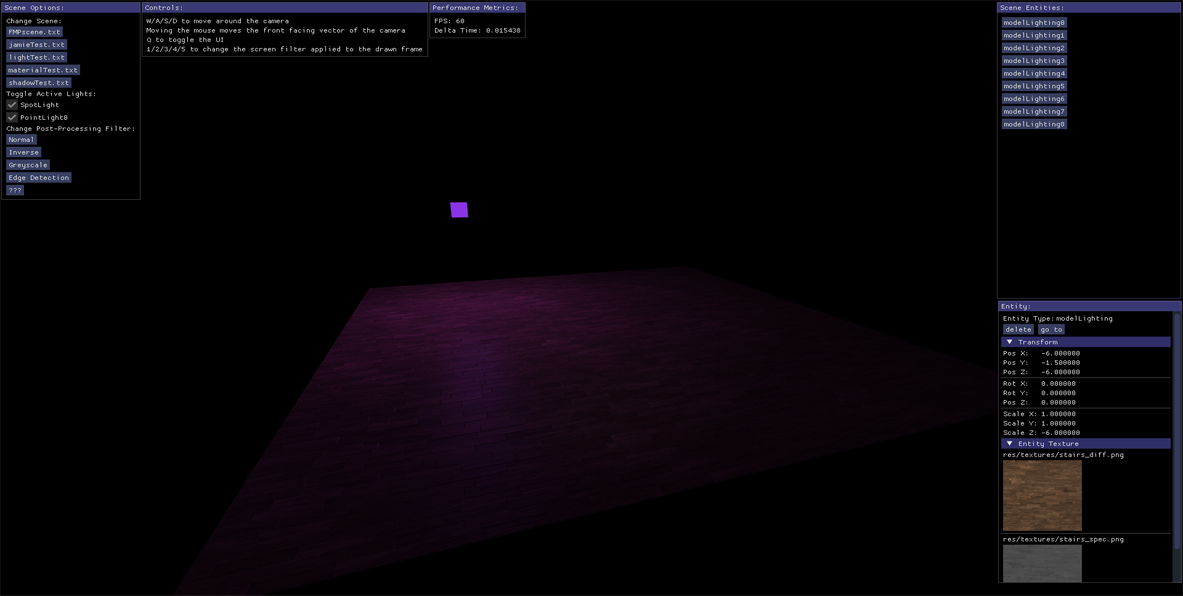 Scene Options:
Change Scene:
FMPscene.txt
jamieTest.txt
lightTest.txt
materialTest.txt
shadowTest.txt
Toggle Active Lights:
SpotLight
PointLight0
Change Post-Processing Filter:
Normal
Inverse
Greyscale
Edge Detection
???
Controls:
W/A/S/D to move around the camera
Moving the mouse moves the front facing vector of the camera
Q to toggle the UI
1/2/3/4/5 to change the screen filter applied to the drawn frame
Performance Metrics:
FPS: 60
Delta Time: 0.015430
Scene Entities:
modelLighting0
modelLighting1
modelLighting2
modelLighting3
modelLighting4
modelLighting5
modelLighting6
modelLighting7
modelLighting8
Entity:
Entity Type: modelLighting
delete go to
Transform
Pos X: -6.000000
Pos Y: -1.500000
Pos Z: -6.000000
Rot X: 0.000000
Rot Y: 0.000000
Pos Z: 0.000000
Scale X: 1.000000
Scale Y: 1.000000
Scale Z: -6.000000
Entity Texture
res/textures/stairs_diff.png
res/textures/stairs_spec.png